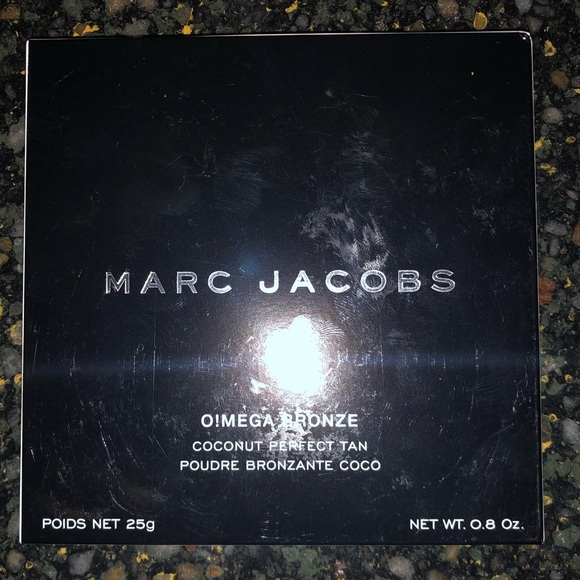 MARC JACOBS
O!MEGA BRONZE
COCONUT PERFECT TAN
POUDRE BRONZANTE COCO
POIDS NET 25g NET WT. 0.8 Oz.